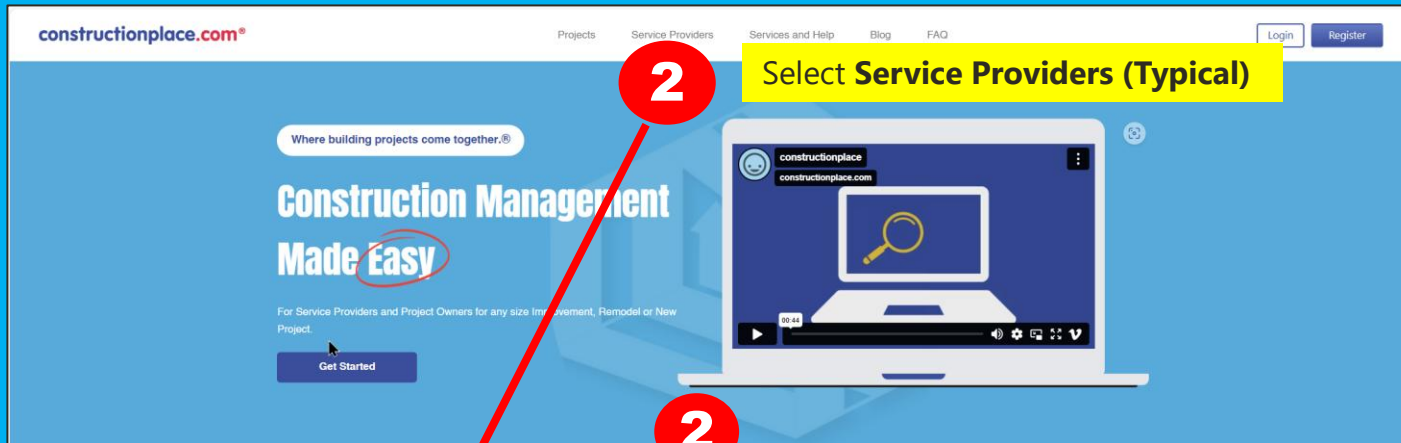 constructionplace.com®
Projects Service Providers Services and Help Blog FAQ
Login Register
2
Select Service Providers (Typical)
Where building projects come together.®
Construction Management
Made Easy
For Service Providers and Project Owners for any size Improvement, Remodel or New
Project.
Get Started
constructionplace
constructionplace.com
00:44
2